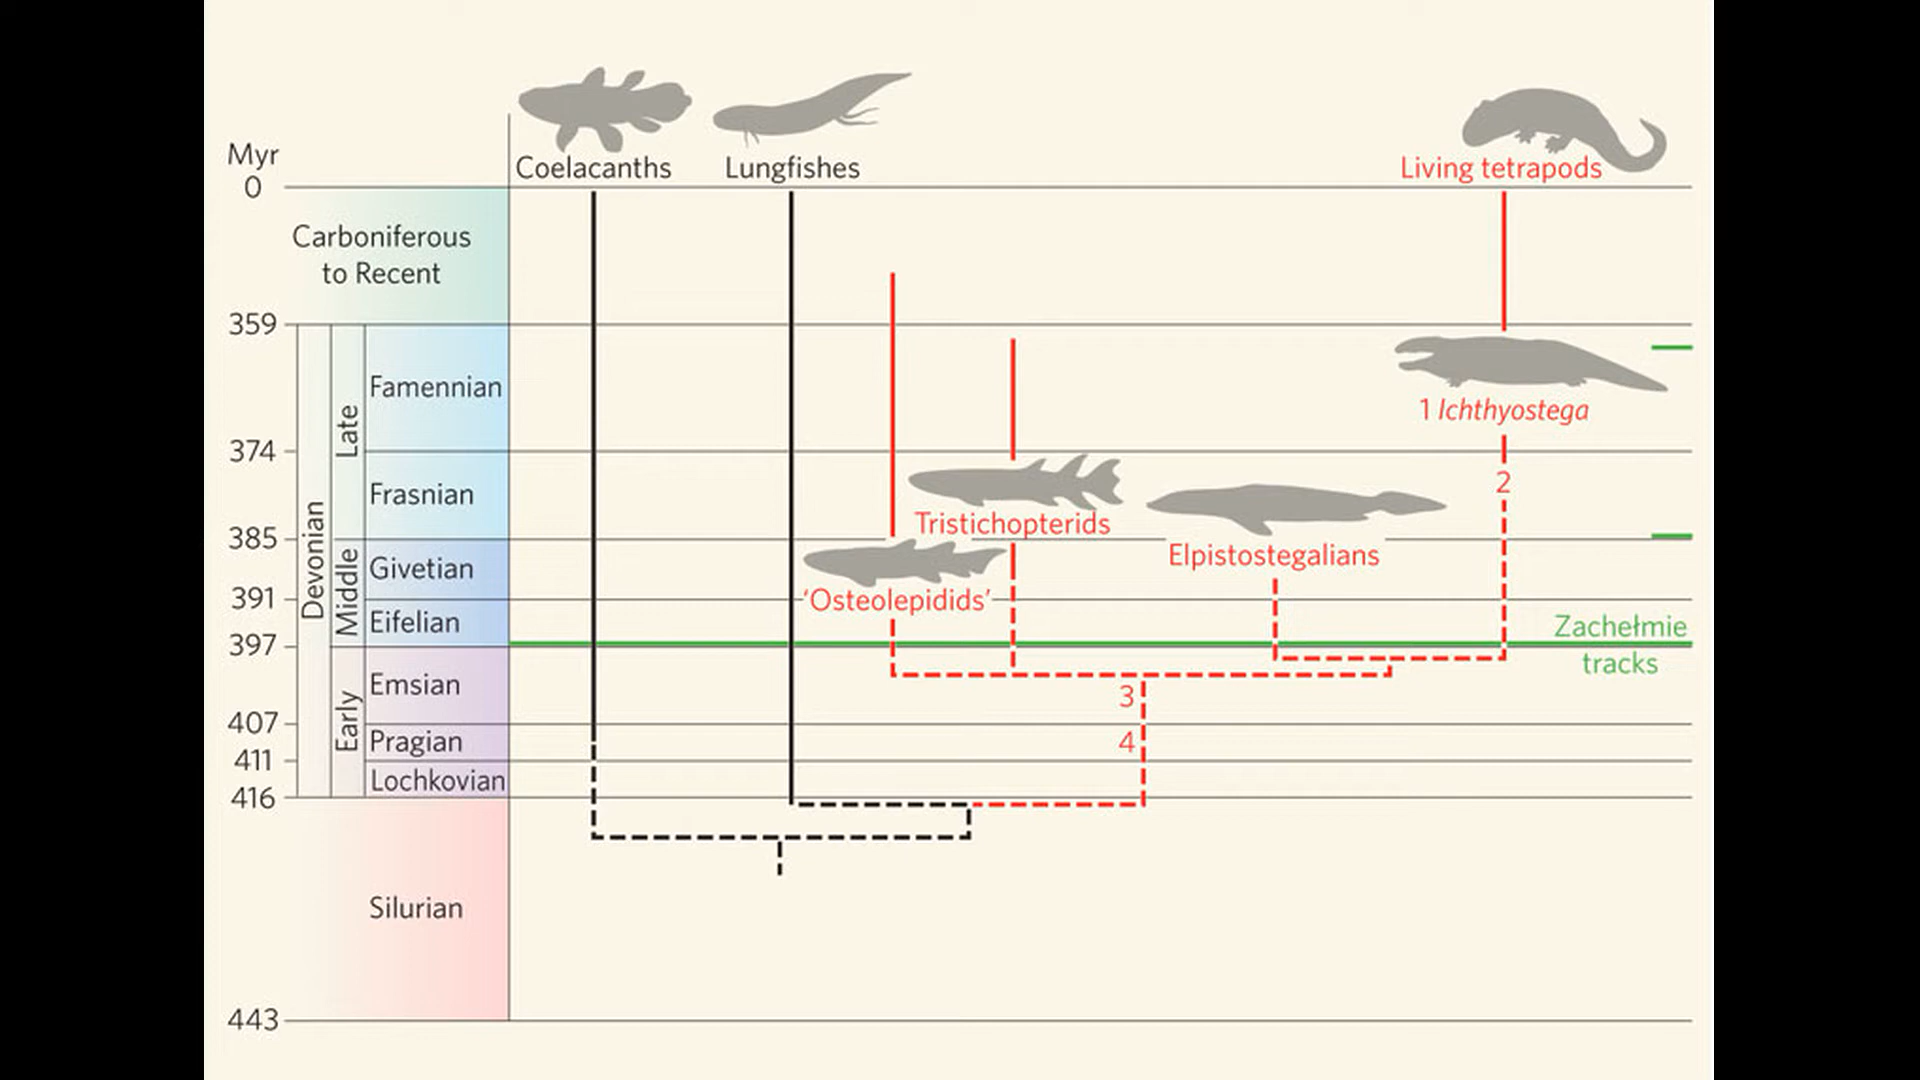 Coelacanths
Lungfishes
Living tetrapods
Myr
0
Carboniferous
to Recent
359
Famennian
1 Ichthyostega
Late
374
2
Frasnian
Tristichopterids
385
Devonian
Middle
Givetian
Elpistostegalians
391
‘Osteolepidids’
Eifelian
Zachełmie
397
tracks
Early
Emsian
3
407
Pragian
4
411
Lochkovian
416
Silurian
443